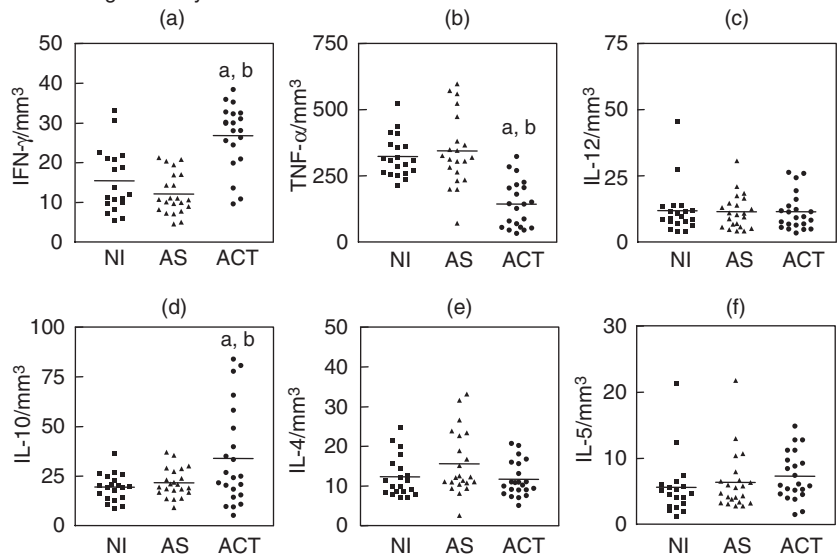 (a)
50
40
30
20
10
0
IFN-γ/mm³
a, b
NI AS ACT
(b)
750
500
250
0
TNF-α/mm³
a, b
NI AS ACT
(c)
75
50
25
0
IL-12/mm³
NI AS ACT
(d)
100
75
50
25
0
IL-10/mm³
a, b
NI AS ACT
(e)
50
40
30
20
10
0
IL-4/mm³
NI AS ACT
(f)
30
20
10
0
IL-5/mm³
NI AS ACT